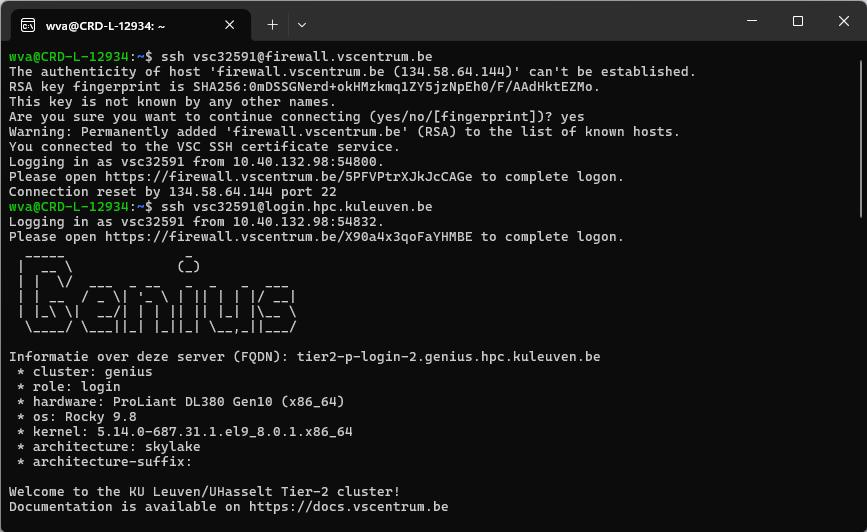 wva@CRD-L-12934: ~
wva@CRD-L-12934:~$ ssh vsc32591@firewall.vscentrum.be
The authenticity of host 'firewall.vscentrum.be (134.58.64.144)' can't be established.
RSA key fingerprint is SHA256:0mDSSGNerd+okHMzkmq1ZY5jzNpEh0/F/AAdHktEZMo.
This key is not known by any other names.
Are you sure you want to continue connecting (yes/no/[fingerprint])? yes
Warning: Permanently added 'firewall.vscentrum.be' (RSA) to the list of known hosts.
You connected to the VSC SSH certificate service.
Logging in as vsc32591 from 10.40.132.98:54800.
Please open https://firewall.vscentrum.be/5PFVPtrXJkJcCAGe to complete logon.
Connection reset by 134.58.64.144 port 22
wva@CRD-L-12934:~$ ssh vsc32591@login.hpc.kuleuven.be
Logging in as vsc32591 from 10.40.132.98:54832.
Please open https://firewall.vscentrum.be/X90a4x3qoFaYHMBE to complete logon.
Genius
Informatie over deze server (FQDN): tier2-p-login-2.genius.hpc.kuleuven.be
* cluster: genius
* role: login
* hardware: ProLiant DL380 Gen10 (x86_64)
* os: Rocky 9.8
* kernel: 5.14.0-687.31.1.el9_8.0.1.x86_64
* architecture: skylake
* architecture-suffix:
Welcome to the KU Leuven/UHasselt Tier-2 cluster!
Documentation is available on https://docs.vscentrum.be